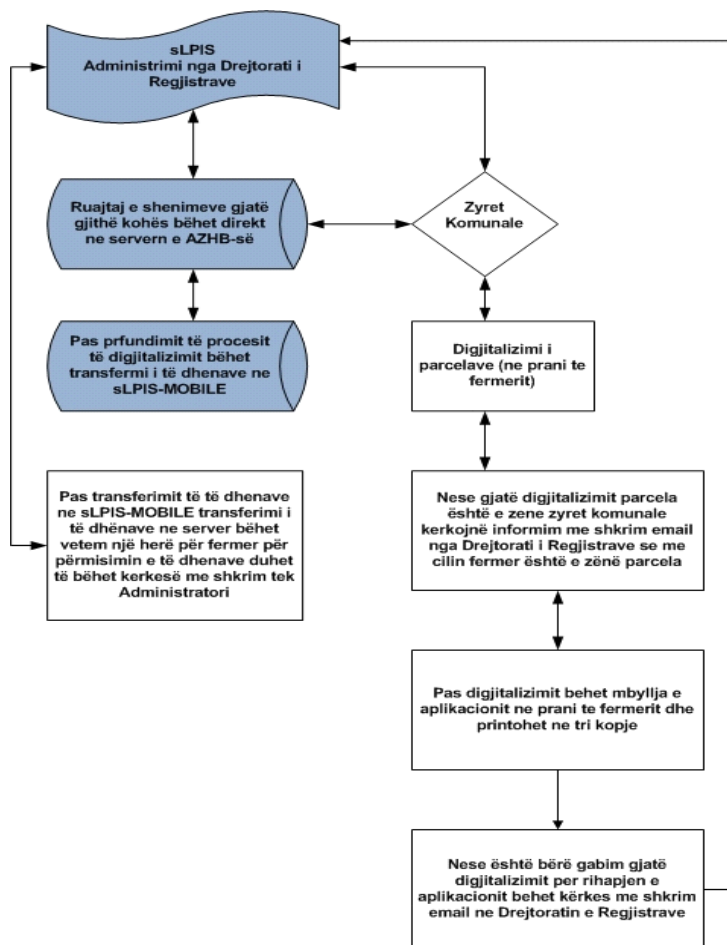 sLPIS
Administrimi nga Drejtorati i
Regjistrave
Ruajtaj e shenimeve gjatë
gjithë kohës bëhet direkt
ne servern e AZHB-së
Zyret
Komunale
Pas prfundimit të procesit
të digjitalizimit bëhet
transfermi i të dhenave ne
sLPIS-MOBILE
Digjitalizimi i
parcelave (ne prani te
fermerit)
Pas transferimit të të dhenave
ne sLPIS-MOBILE transferimi i
të dhënave ne server bëhet
vetem një herë për fermer për
përmisimin e të dhenave duhet
të bëhet kerkesë me shkrim tek
Administratori
Nese gjatë digjitalizimit parcela
është e zene zyret komunale
kerkojnë informim me shkrim email
nga Drejtorati i Regjistrave se me
cilin fermer është e zënë parcela
Pas digjitalizimit behet mbyllja e
aplikacionit ne prani te fermerit dhe
printohet ne tri kopje
Nese është bërë gabim gjatë
digjitalizimit per rihapjen e
aplikacionit behet kërkes me shkrim
email ne Drejtoratin e Regjistrave